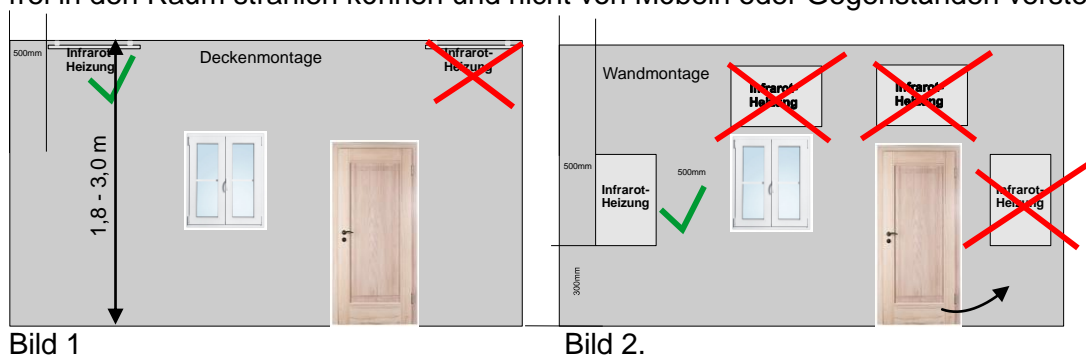 frei in den Raum strahlen können und nicht von Möbeln oder Gegenständen verste
500mm
Infrarot-
Heizung
Deckenmontage
Infrarot-
Heizung
1,8 - 3,0 m
Bild 1
Wandmontage
Infrarot-
Heizung
Infrarot-
Heizung
500mm
Infrarot-
Heizung
500mm
Infrarot-
Heizung
300mm
Bild 2.